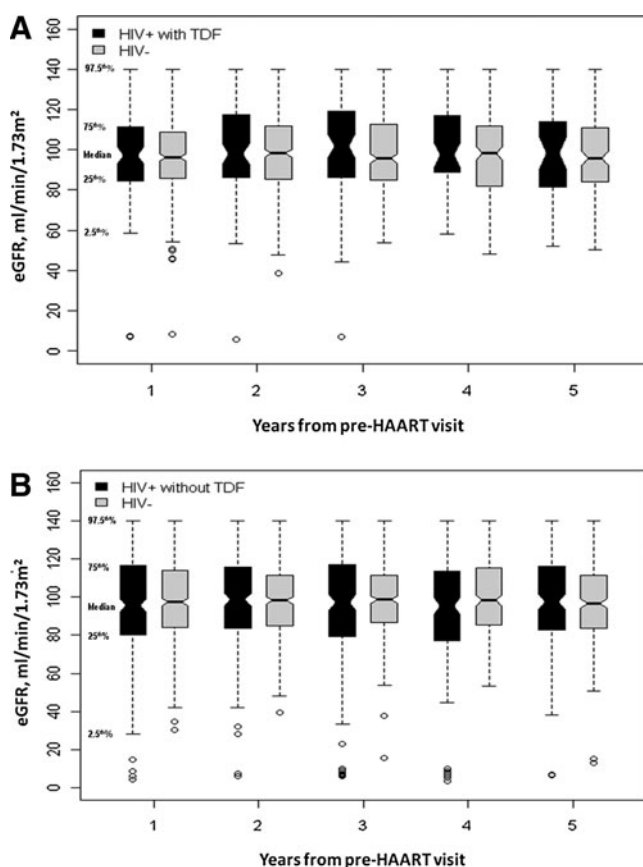 A
HIV+ with TDF
HIV-
eGFR, ml/min/1.73m²
160
140
120
100
80
60
40
20
0
97.5ᵗʰ%
75ᵗʰ%
Median
25ᵗʰ%
2.5ᵗʰ%
1 2 3 4 5
Years from pre-HAART visit
B
HIV+ without TDF
HIV-
eGFR, ml/min/1.73m²
160
140
120
100
80
60
40
20
0
97.5ᵗʰ%
75ᵗʰ%
Median
25ᵗʰ%
2.5ᵗʰ%
1 2 3 4 5
Years from pre-HAART visit